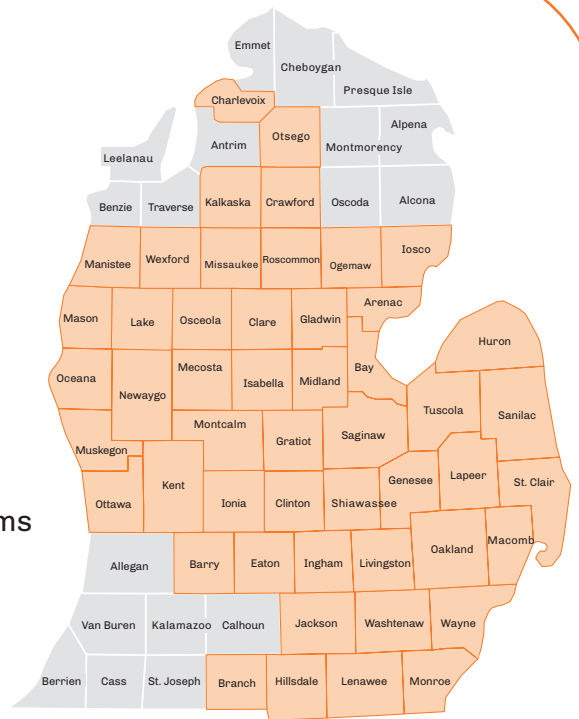 Emmet
Cheboygan
Presque Isle
Charlevoix
Alpena
Otsego
Antrim
Montmorency
Leelanau
Kalkaska
Crawford
Oscoda
Alcona
Benzie
Traverse
Iosco
Manistee
Wexford
Missaukee
Roscommon
Ogemaw
Arenac
Mason
Lake
Osceola
Clare
Gladwin
Huron
Bay
Oceana
Mecosta
Isabella
Midland
Newaygo
Tuscola
Sanilac
Montcalm
Gratiot
Saginaw
Muskegon
Kent
Genesee
Lapeer
St. Clair
Ottawa
Ionia
Clinton
Shiawassee
ms
Macomb
Oakland
Allegan
Barry
Eaton
Ingham
Livingston
Van Buren
Kalamazoo
Calhoun
Jackson
Washtenaw
Wayne
Berrien
Cass
St. Joseph
Branch
Hillsdale
Lenawee
Monroe